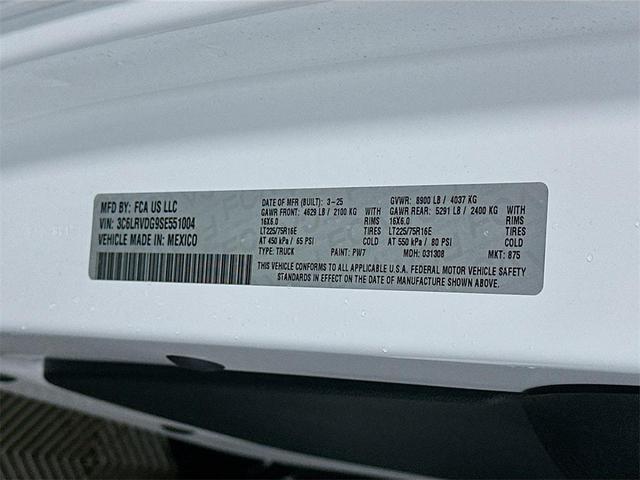 MFD BY: FCA US LLC
VIN: 3C6LRVDG9SE551004
VEHICLE MADE IN: MEXICO
DATE OF MFR (BUILT): 3-25
GAWR FRONT: 4629 LB / 2100 KG
16X6.0
LT225/75R16E
AT 450 kPa / 65 PSI
TYPE: TRUCK
WITH
RIMS
TIRES
COLD
PAINT: PW7
GVWR: 8900 LB / 4037 KG
GAWR REAR: 5291 LB / 2400 KG
16X6.0
LT225/75R16E
AT 550 kPa / 80 PSI
MDH: 031308
WITH
RIMS
TIRES
COLD
MKT: 875
THIS VEHICLE CONFORMS TO ALL APPLICABLE U.S.A. FEDERAL MOTOR VEHICLE SAFETY
STANDARDS IN EFFECT ON THE DATE OF MANUFACTURE SHOWN ABOVE.